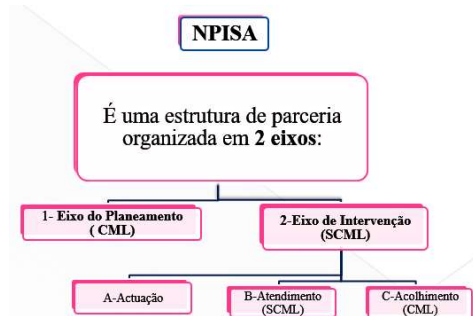 NPISA
É uma estrutura de parceria
organizada em 2 eixos:
1- Eixo do Planeamento
( CML)
2-Eixo de Intervenção
(SCML)
A-Actuação
B-Atendimento
(SCML)
C-Acolhimento
(CML)